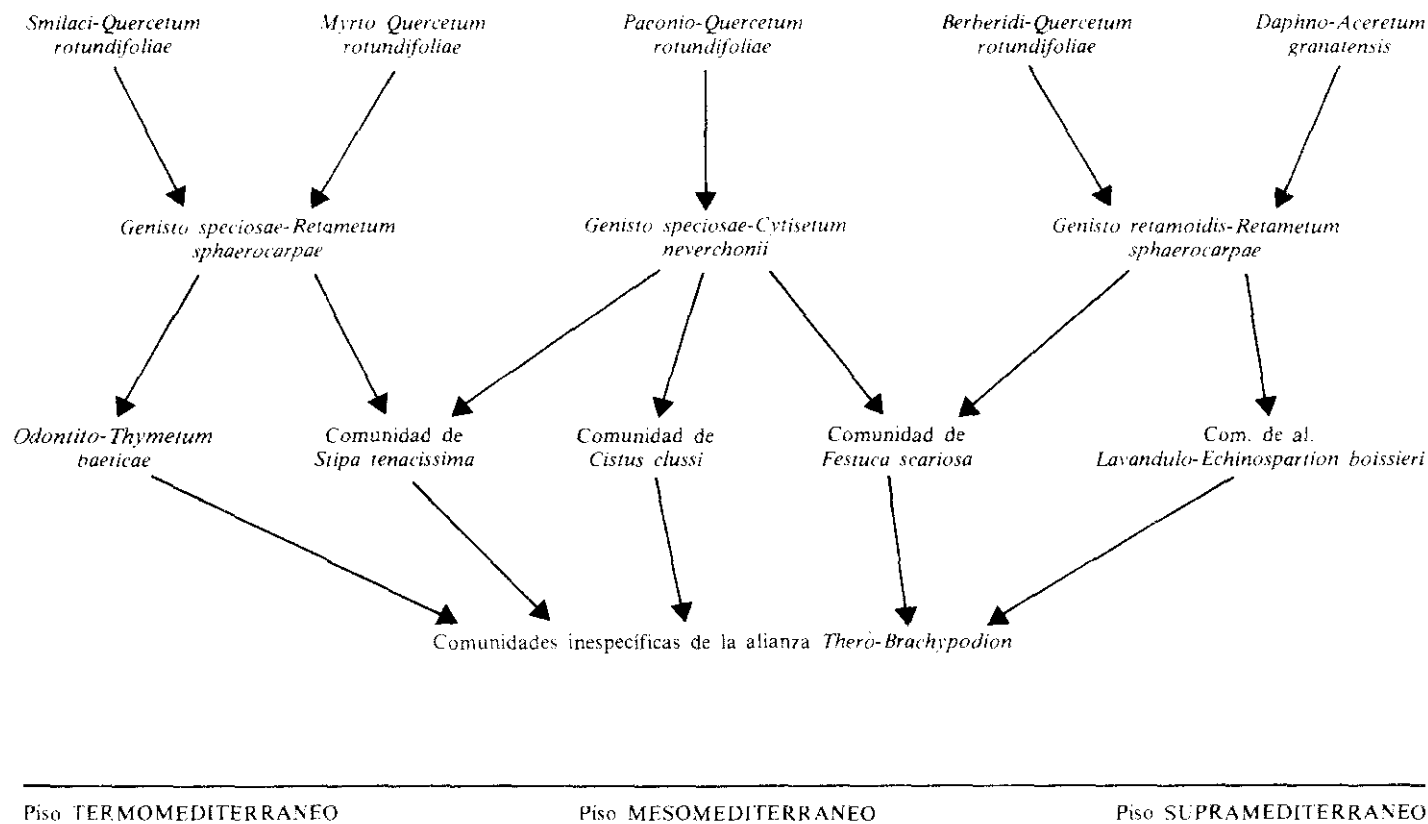 Smilaci-Quercetum
rotundifoliae
Myrto Quercetum
rotundifoliae
Paeonio-Quercetum
rotundifoliae
Berberidi-Quercetum
rotundifoliae
Daphno-Aceretum
granatensis
Genisto speciosae-Retametum
sphaerocarpae
Genisto speciosae-Cytisetum
neverchonii
Genisto retamoidis-Retametum
sphaerocarpae
Odontito-Thymetum
baeticae
Comunidad de
Stipa tenacissima
Comunidad de
Cistus clussi
Comunidad de
Festuca scariosa
Com. de al.
Lavandulo-Echinospartion boissieri
Comunidades inespecíficas de la alianza Thero-Brachypodion
Piso TERMOMEDITERRANEO
Piso MESOMEDITERRANEO
Piso SUPRAMEDITERRANEO